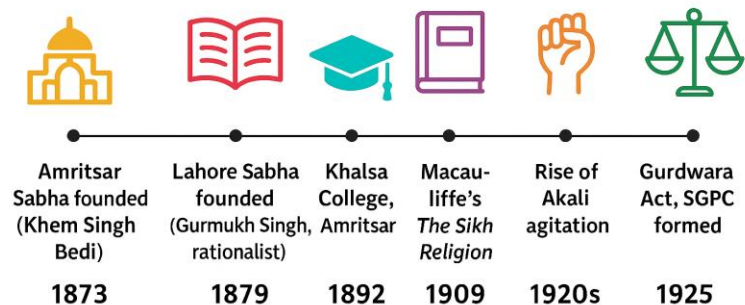 Amritsar
Sabha founded
(Khem Singh
Bedi)
1873
Lahore Sabha
founded
(Gurmukh Singh,
rationalist)
1879
Khalsa
College,
Amritsar
1892
Macau-
liffe's
The Sikh
Religion
1909
Rise of
Akali
agitation
1920s
Gurdwara
Act, SGPC
formed
1925